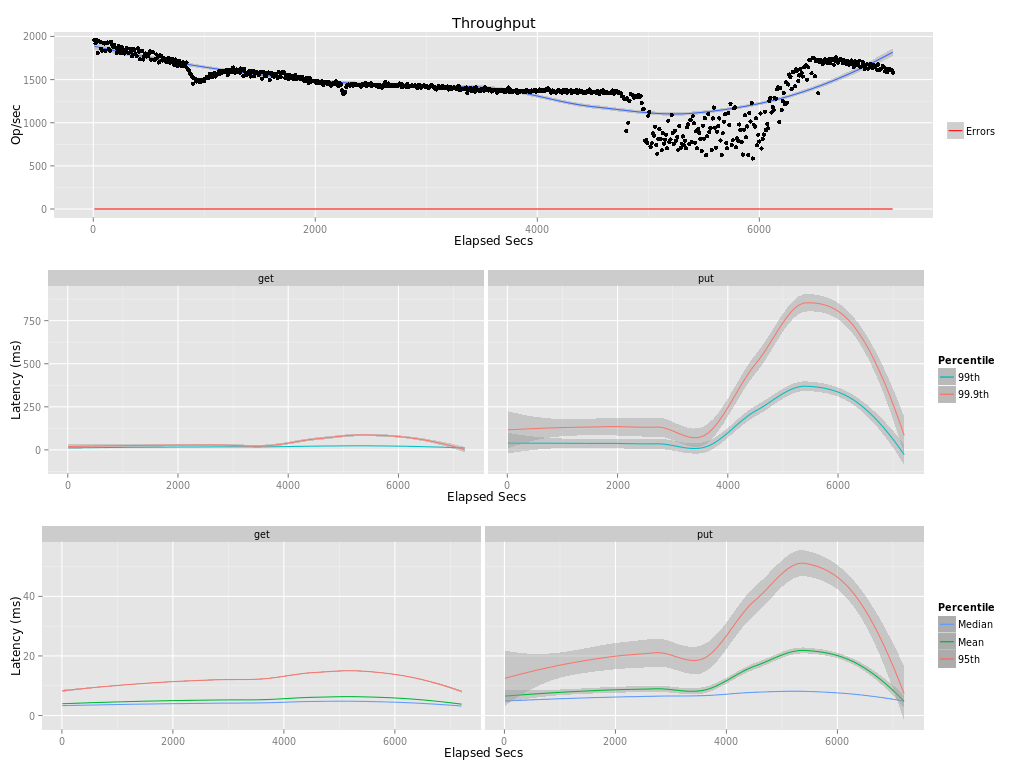 Throughput
2000
1500
1000
500
0
Op/sec
0 2000 4000 6000
Elapsed Secs
Errors
get put
750
500
250
0
Latency (ms)
0 2000 4000 6000 0 2000 4000 6000
Elapsed Secs
Percentile
99th
99.9th
get put
40
20
0
Latency (ms)
0 2000 4000 6000 0 2000 4000 6000
Elapsed Secs
Percentile
Median
Mean
95th